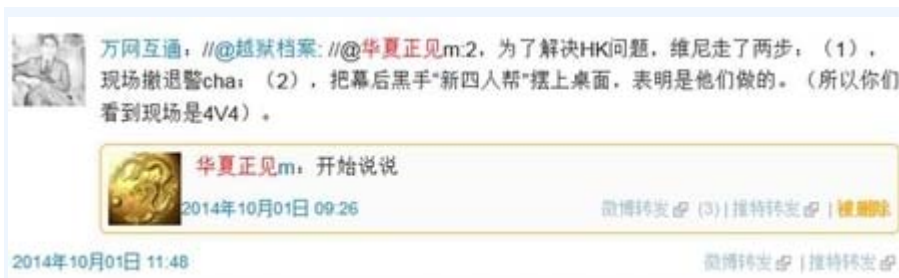 万网互通：//@越狱档案: //@华夏正见m:2，为了解决HK问题，维尼走了两步：（1），
现场撤退警cha；（2），把幕后黑手“新四人帮”摆上桌面，表明是他们做的。（所以你们
看到现场是4V4）。
华夏正见m：开始说说
2014年10月01日 09:26 微博转发 (3) | 推特转发 | 被删除
2014年10月01日 11:48 微博转发 | 推特转发